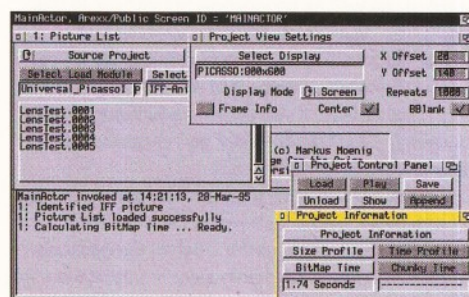 MainActor, Arexx/Public Screen ID = 'MAINACTOR'
1: Picture List
Source Project
Select Load Module
Select
Universal_Picasso
IFF-Ani
LensTest.0001
LensTest.0002
LensTest.0003
LensTest.0004
LensTest.0005
Project View Settings
Select Display
PICASSO:800x600
Display Mode
Screen
Frame Info
Center
X Offset
Y Offset
140
Repeats
BBlank
(c) Markus Moenig
Project Control Panel
Load
Play
Save
Unload
Show
Append
MainActor invoked at 14:21:13, 20-Mar-95
1: Identified IFF picture
1: Picture List loaded successfully
1: Calculating BitMap Time ... Ready.
Project Information
Project Information
Size Profile
Time Profile
BitMap Time
Chunky Time
1.74 Seconds